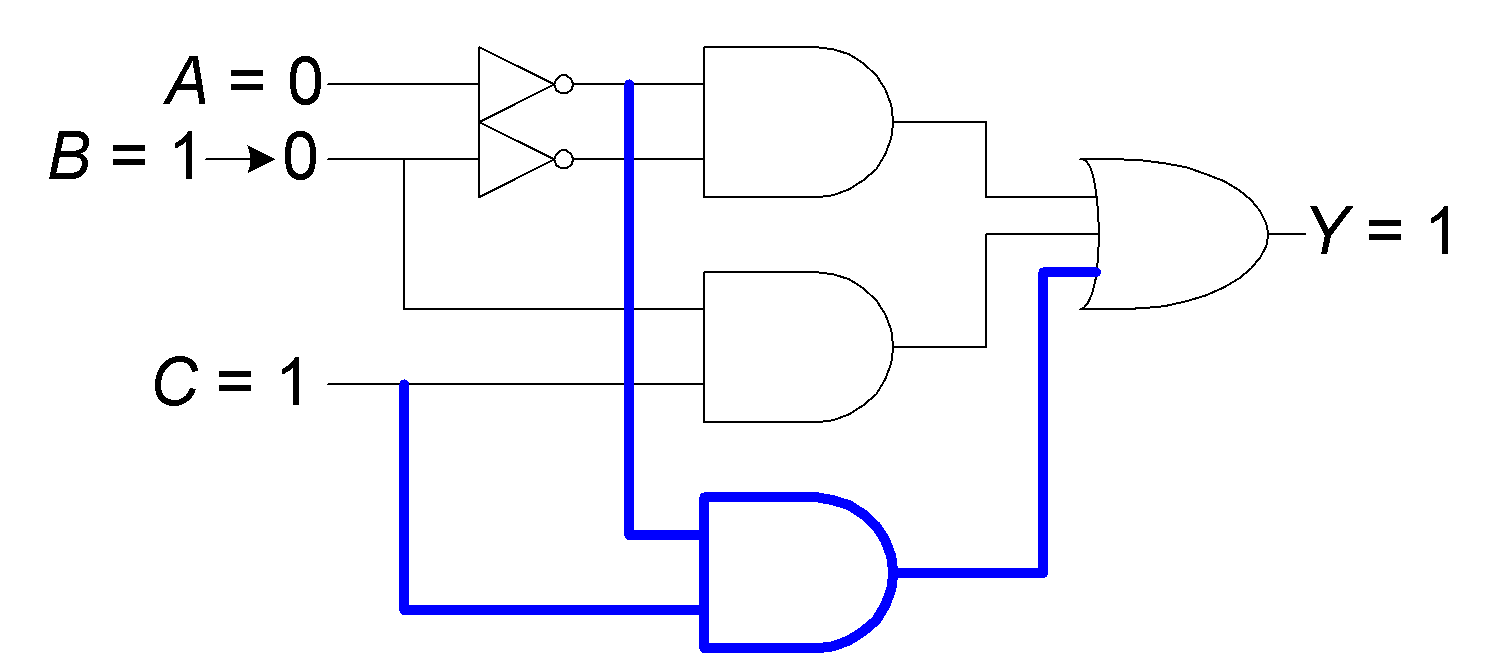 A = 0
B = 1→0
C = 1
Y = 1